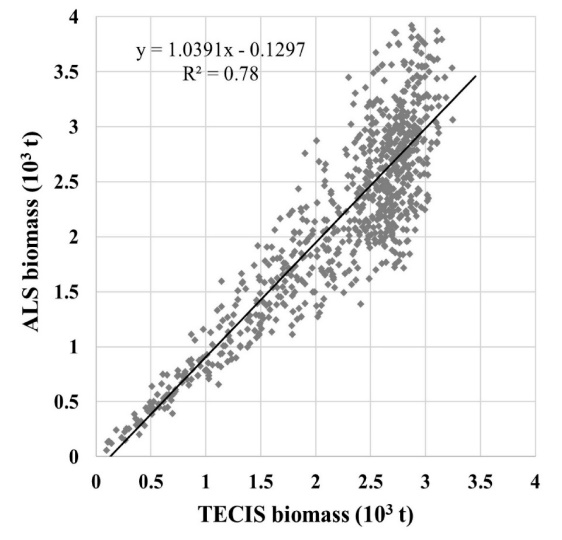 y = 1.0391x - 0.1297
R² = 0.78
4
3.5
3
2.5
2
1.5
1
0.5
0
ALS biomass (10³ t)
0 0.5 1 1.5 2 2.5 3 3.5 4
TECIS biomass (10³ t)